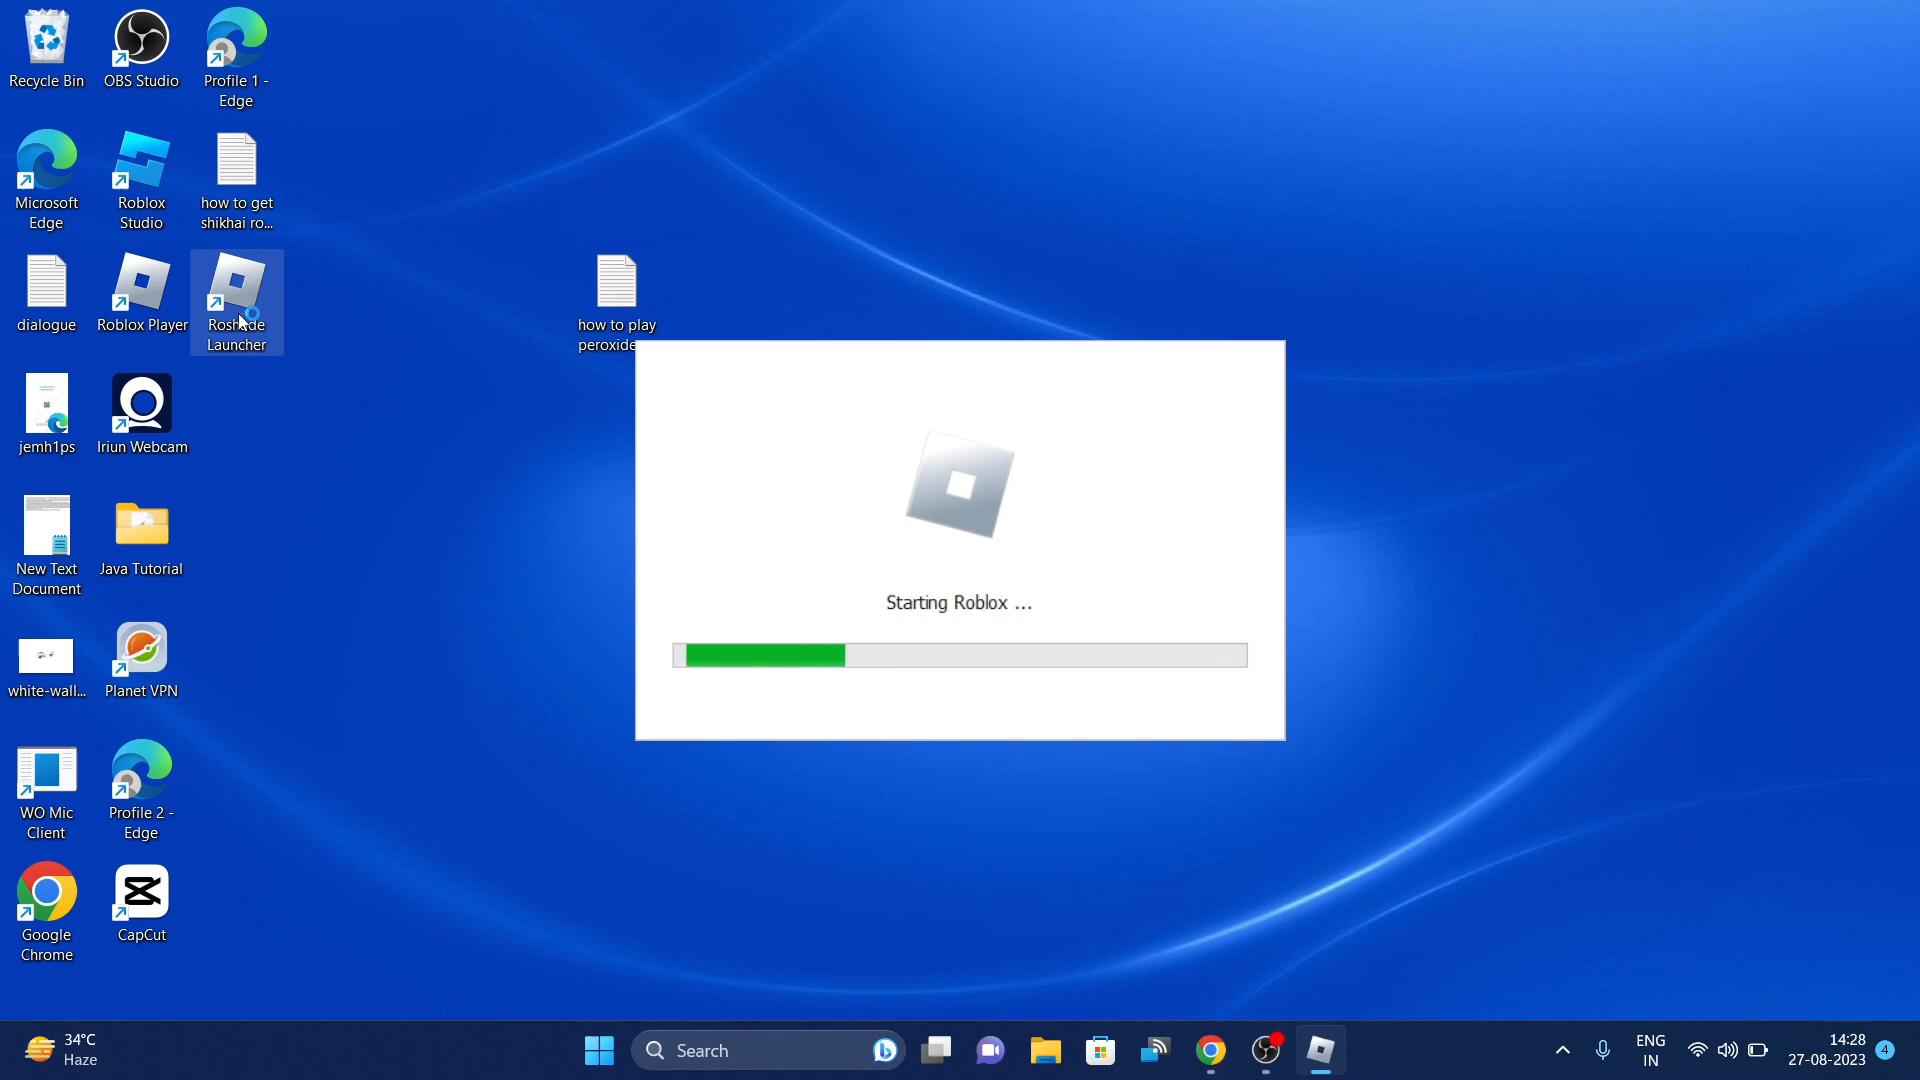 Recycle Bin
OBS Studio
Profile 1 -
Edge
Microsoft
Edge
Roblox
Studio
how to get
shikhai ro...
dialogue
Roblox Player
Launcher
how to play
peroxide
jemh1ps
Iriun Webcam
New Text
Document
Java Tutorial
white-wall...
Planet VPN
WO Mic
Client
Profile 2 -
Edge
Google
Chrome
CapCut
Starting Roblox ...
34°C
Haze
Search
ENG
IN
14:28
27-08-2023
4